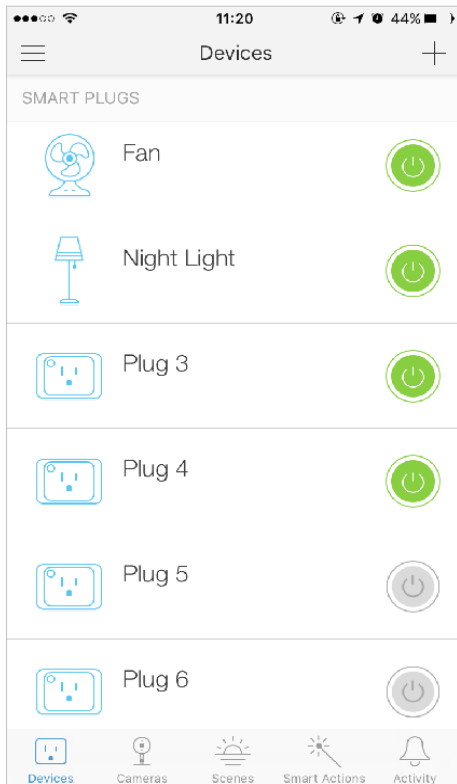 11:20
44%
Devices
SMART PLUGS
Fan
Night Light
Plug 3
Plug 4
Plug 5
Plug 6
Devices Cameras Scenes Smart Actions Activity